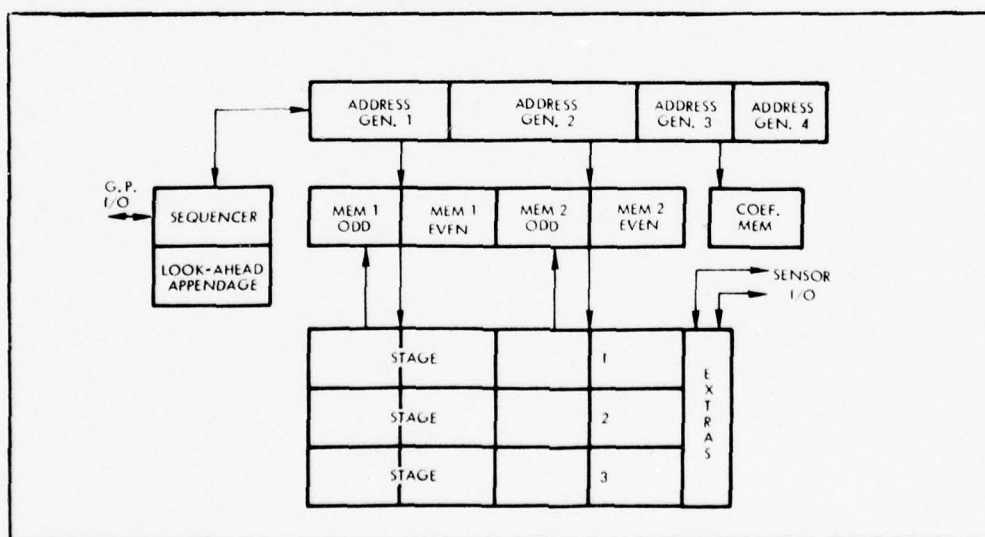 ADDRESS
GEN. 1
ADDRESS
GEN. 2
ADDRESS
GEN. 3
ADDRESS
GEN. 4
G.P.
I/O
SEQUENCER
LOOK-AHEAD
APPENDAGE
MEM 1
ODD
MEM 1
EVEN
MEM 2
ODD
MEM 2
EVEN
COEF.
MEM
SENSOR
I/O
STAGE 1
STAGE 2
STAGE 3
EXTRAS